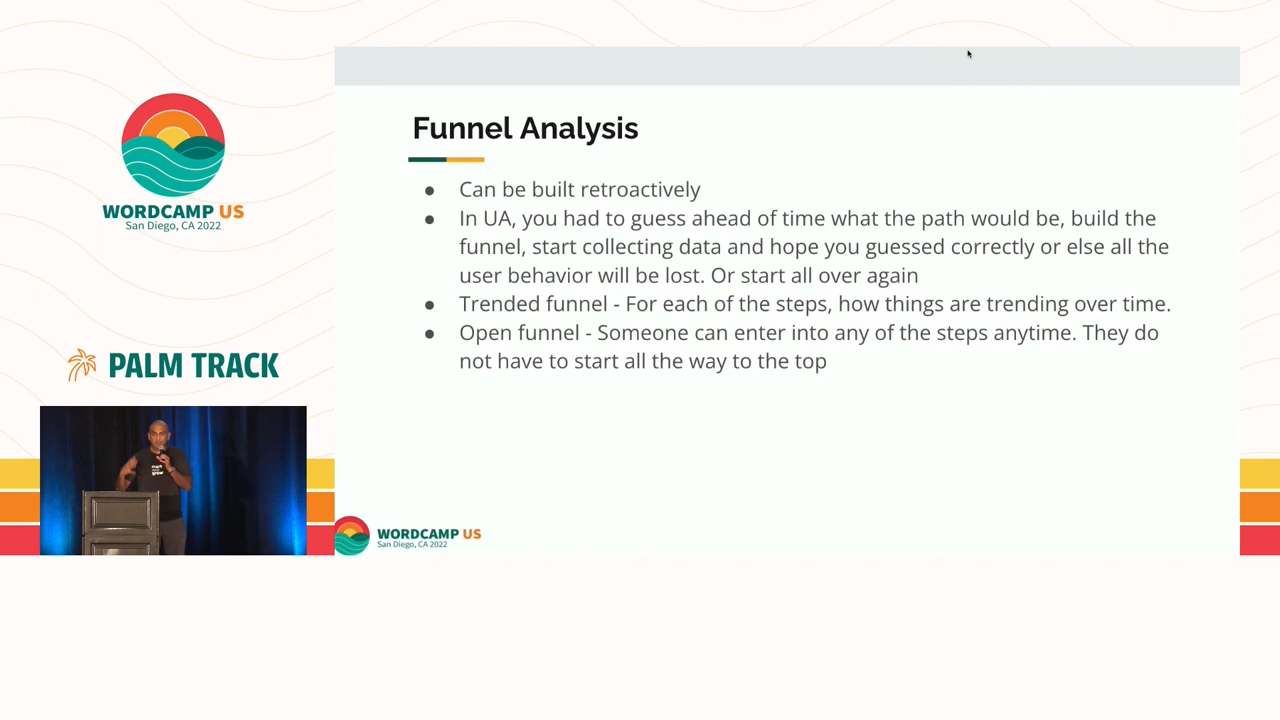 WORDCAMP US
San Diego, CA 2022
PALM TRACK
start
grow
Funnel Analysis
● Can be built retroactively
● In UA, you had to guess ahead of time what the path would be, build the
funnel, start collecting data and hope you guessed correctly or else all the
user behavior will be lost. Or start all over again
● Trended funnel - For each of the steps, how things are trending over time.
● Open funnel - Someone can enter into any of the steps anytime. They do
not have to start all the way to the top
WORDCAMP US
San Diego, CA 2022